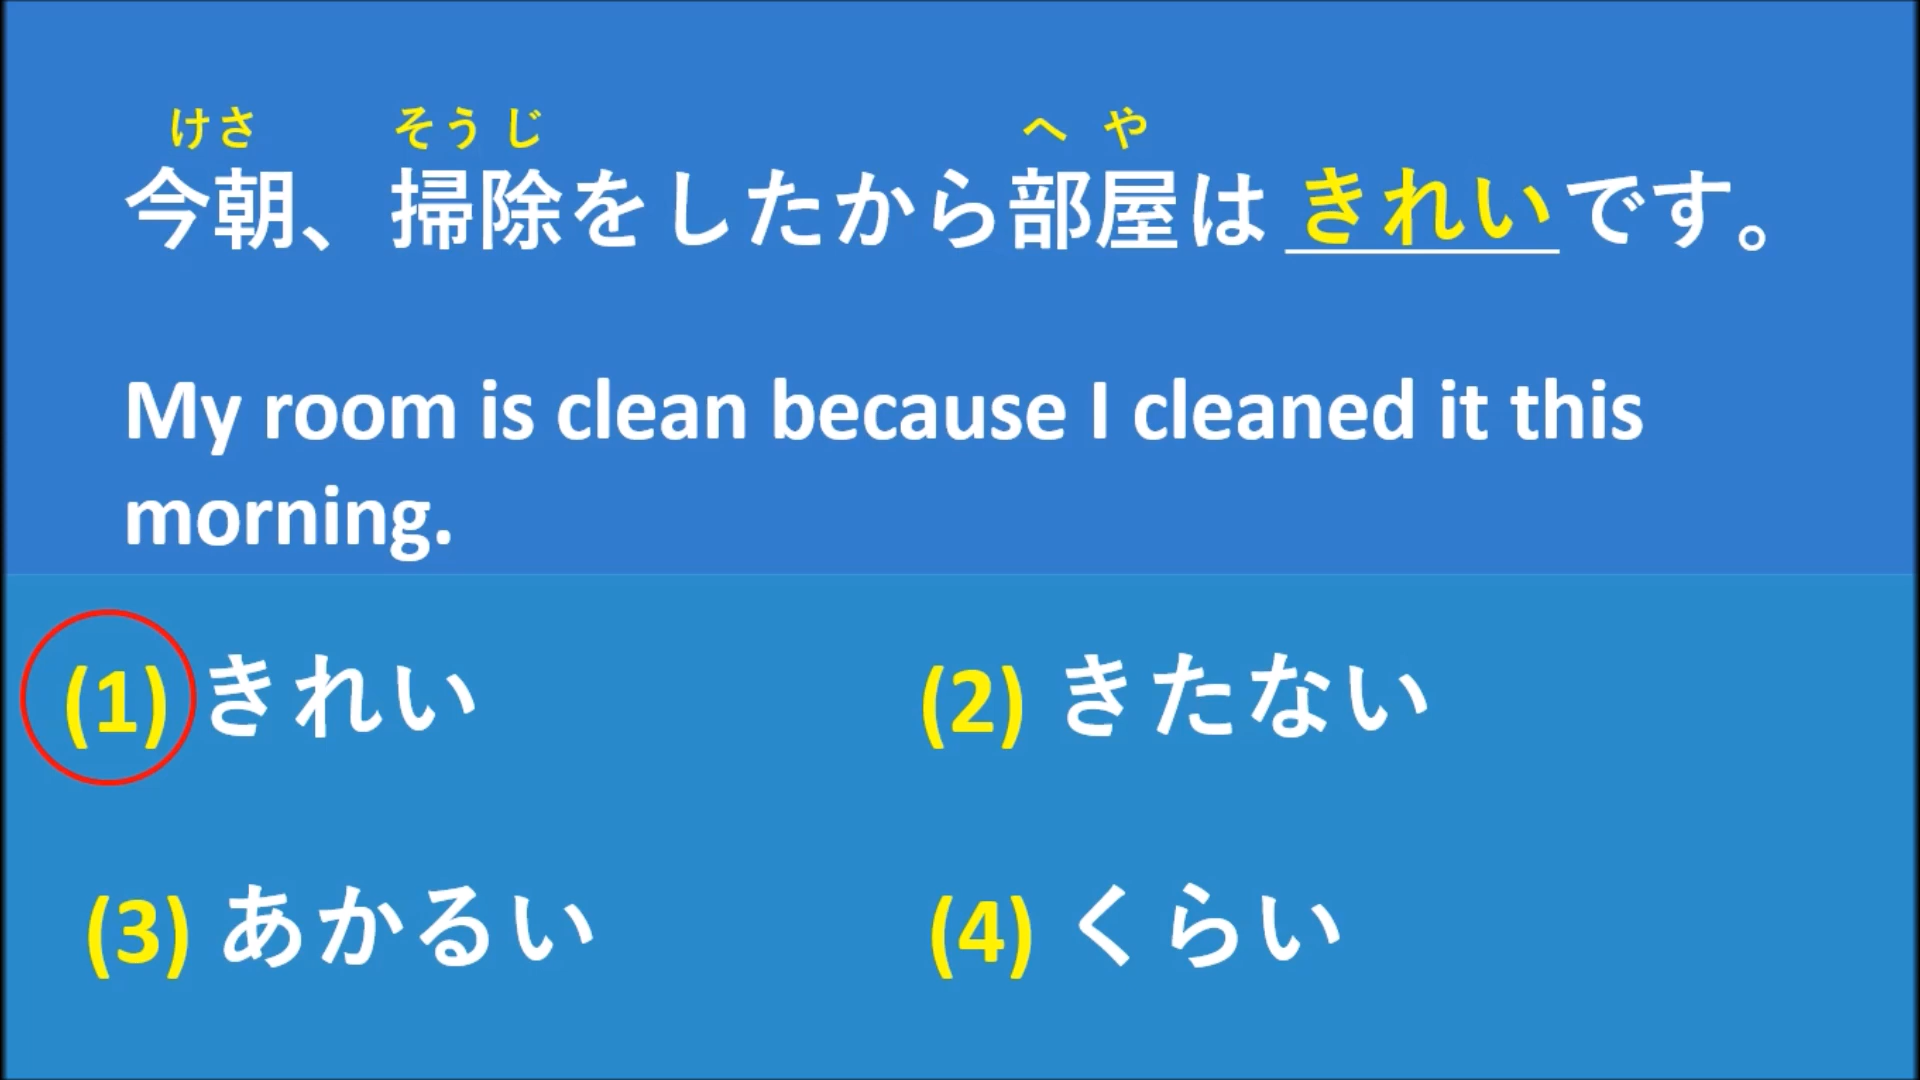 けさ そうじ へや
今朝、掃除をしたから部屋は きれいです。
My room is clean because I cleaned it this
morning.
(1) きれい (2) きたない
(3) あかるい (4) くらい